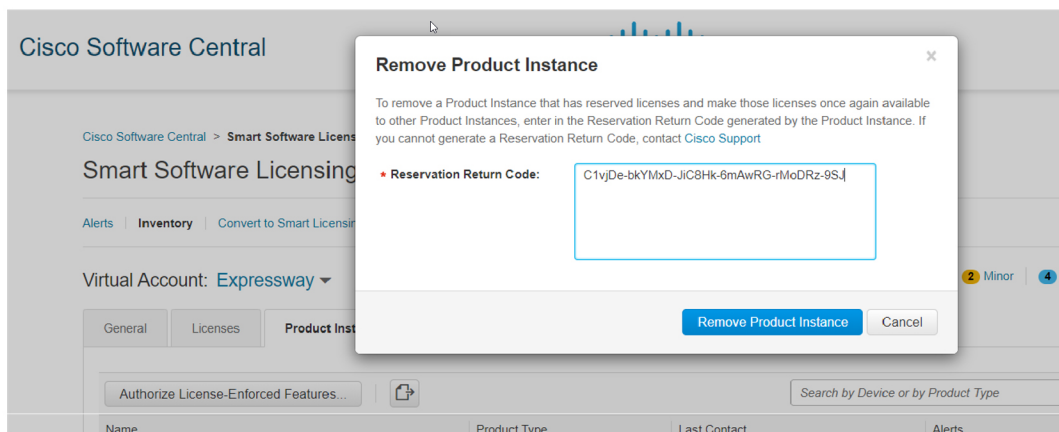 Cisco Software Central
Remove Product Instance
×
To remove a Product Instance that has reserved licenses and make those licenses once again available
to other Product Instances, enter in the Reservation Return Code generated by the Product Instance. If
you cannot generate a Reservation Return Code, contact Cisco Support
* Reservation Return Code:
C1vjDe-bkYMxD-JiC8Hk-6mAwRG-rMoDRz-9SJ
Remove Product Instance
Cancel
Cisco Software Central > Smart Software Licens
Smart Software Licensing
Alerts
Inventory
Convert to Smart Licensin
Virtual Account: Expressway
2 Minor
4
General
Licenses
Product Inst
Authorize License-Enforced Features...
Search by Device or by Product Type
Name
Product Type
Last Contact
Alerts